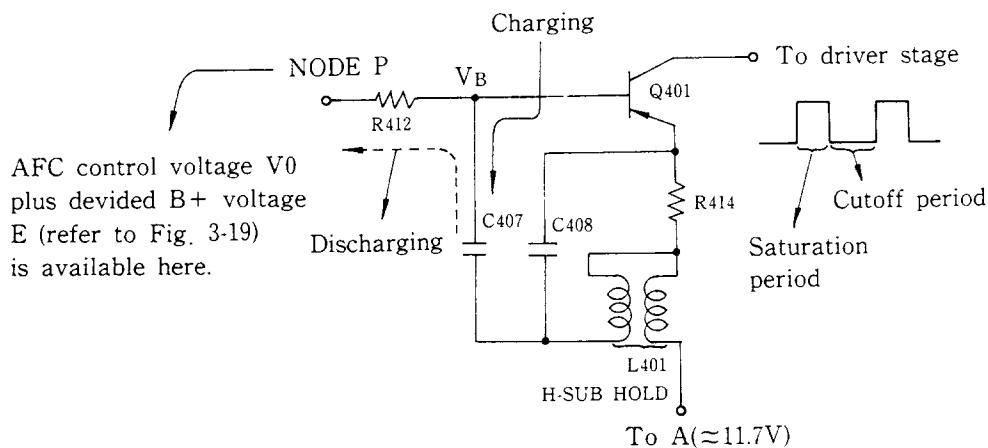 Charging
NODE P
VB
To driver stage
Q401
R412
AFC control voltage V0
plus devided B+ voltage
E (refer to Fig. 3-19)
is available here.
Discharging
C407
C408
R414
Cutoff period
Saturation
period
L401
H-SUB HOLD
To A(≈11.7V)